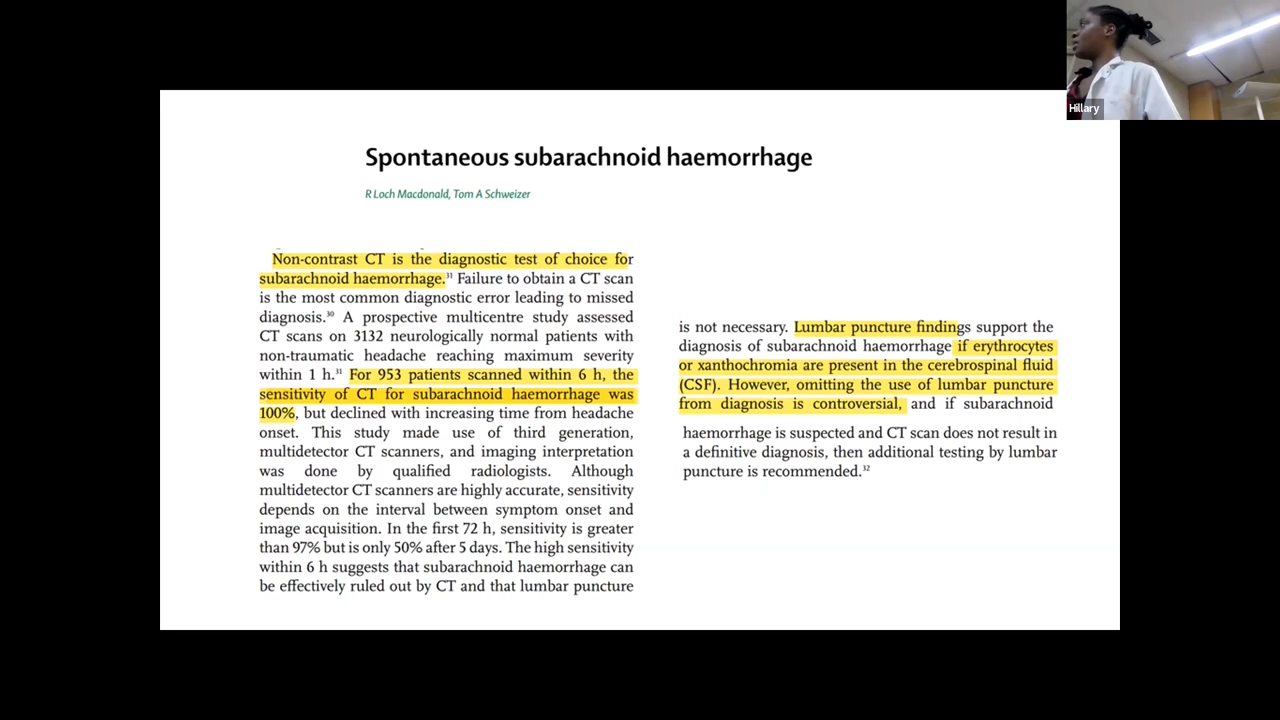 Hillary
Spontaneous subarachnoid haemorrhage
R Loch Macdonald, Tom A Schweizer
Non-contrast CT is the diagnostic test of choice for
subarachnoid haemorrhage.³¹ Failure to obtain a CT scan
is the most common diagnostic error leading to missed
diagnosis.³⁰ A prospective multicentre study assessed
CT scans on 3132 neurologically normal patients with
non-traumatic headache reaching maximum severity
within 1 h.³¹ For 953 patients scanned within 6 h, the
sensitivity of CT for subarachnoid haemorrhage was
100%, but declined with increasing time from headache
onset. This study made use of third generation,
multidetector CT scanners, and imaging interpretation
was done by qualified radiologists. Although
multidetector CT scanners are highly accurate, sensitivity
depends on the interval between symptom onset and
image acquisition. In the first 72 h, sensitivity is greater
than 97% but is only 50% after 5 days. The high sensitivity
within 6 h suggests that subarachnoid haemorrhage can
be effectively ruled out by CT and that lumbar puncture
is not necessary. Lumbar puncture findings support the
diagnosis of subarachnoid haemorrhage if erythrocytes
or xanthochromia are present in the cerebrospinal fluid
(CSF). However, omitting the use of lumbar puncture
from diagnosis is controversial, and if subarachnoid
haemorrhage is suspected and CT scan does not result in
a definitive diagnosis, then additional testing by lumbar
puncture is recommended.³²